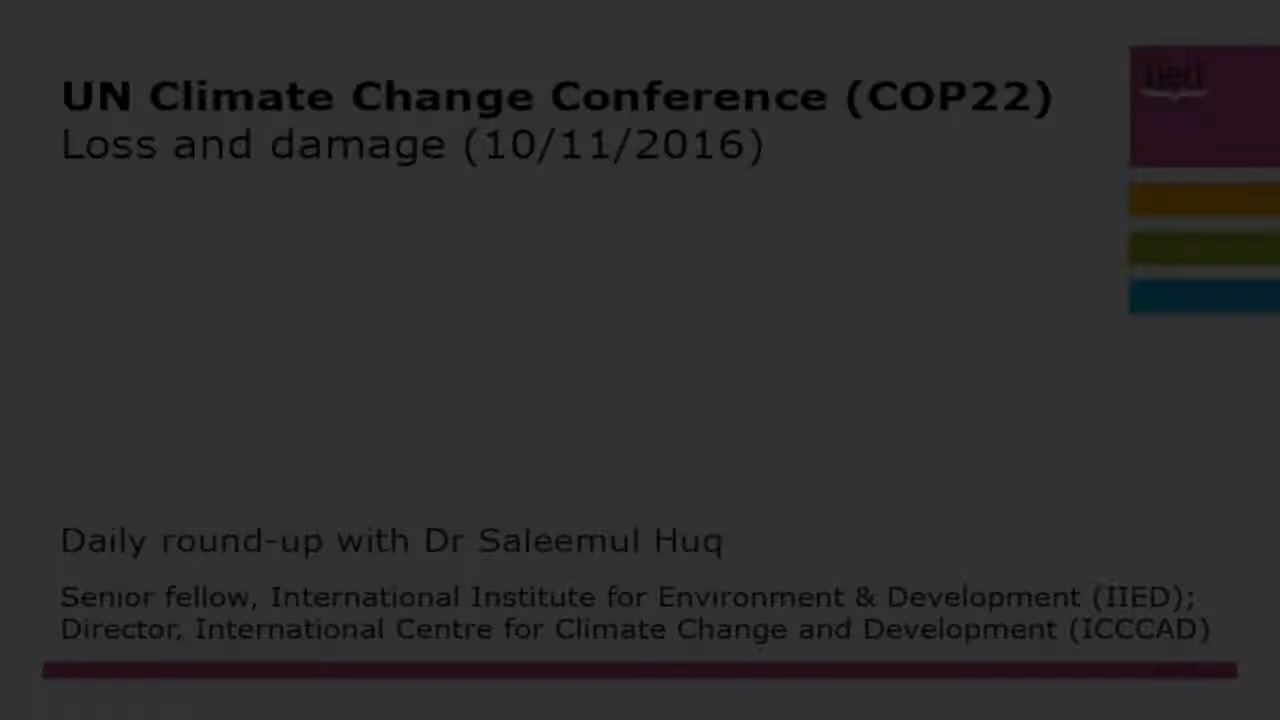 UN Climate Change Conference (COP22)
iied
Loss and damage (10/11/2016)
Daily round-up with Dr Saleemul Huq
Senior fellow, International Institute for Environment & Development (IIED);
Director, International Centre for Climate Change and Development (ICCCAD)